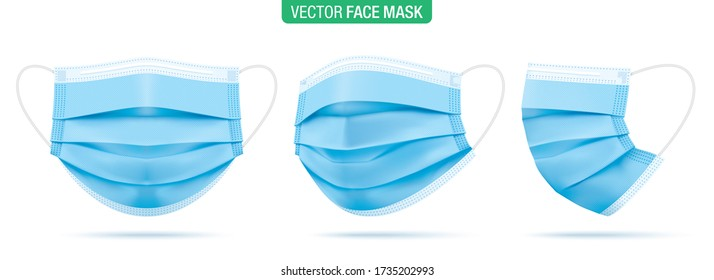 VECTOR FACE MASK
shutterstock.com · 1735202993